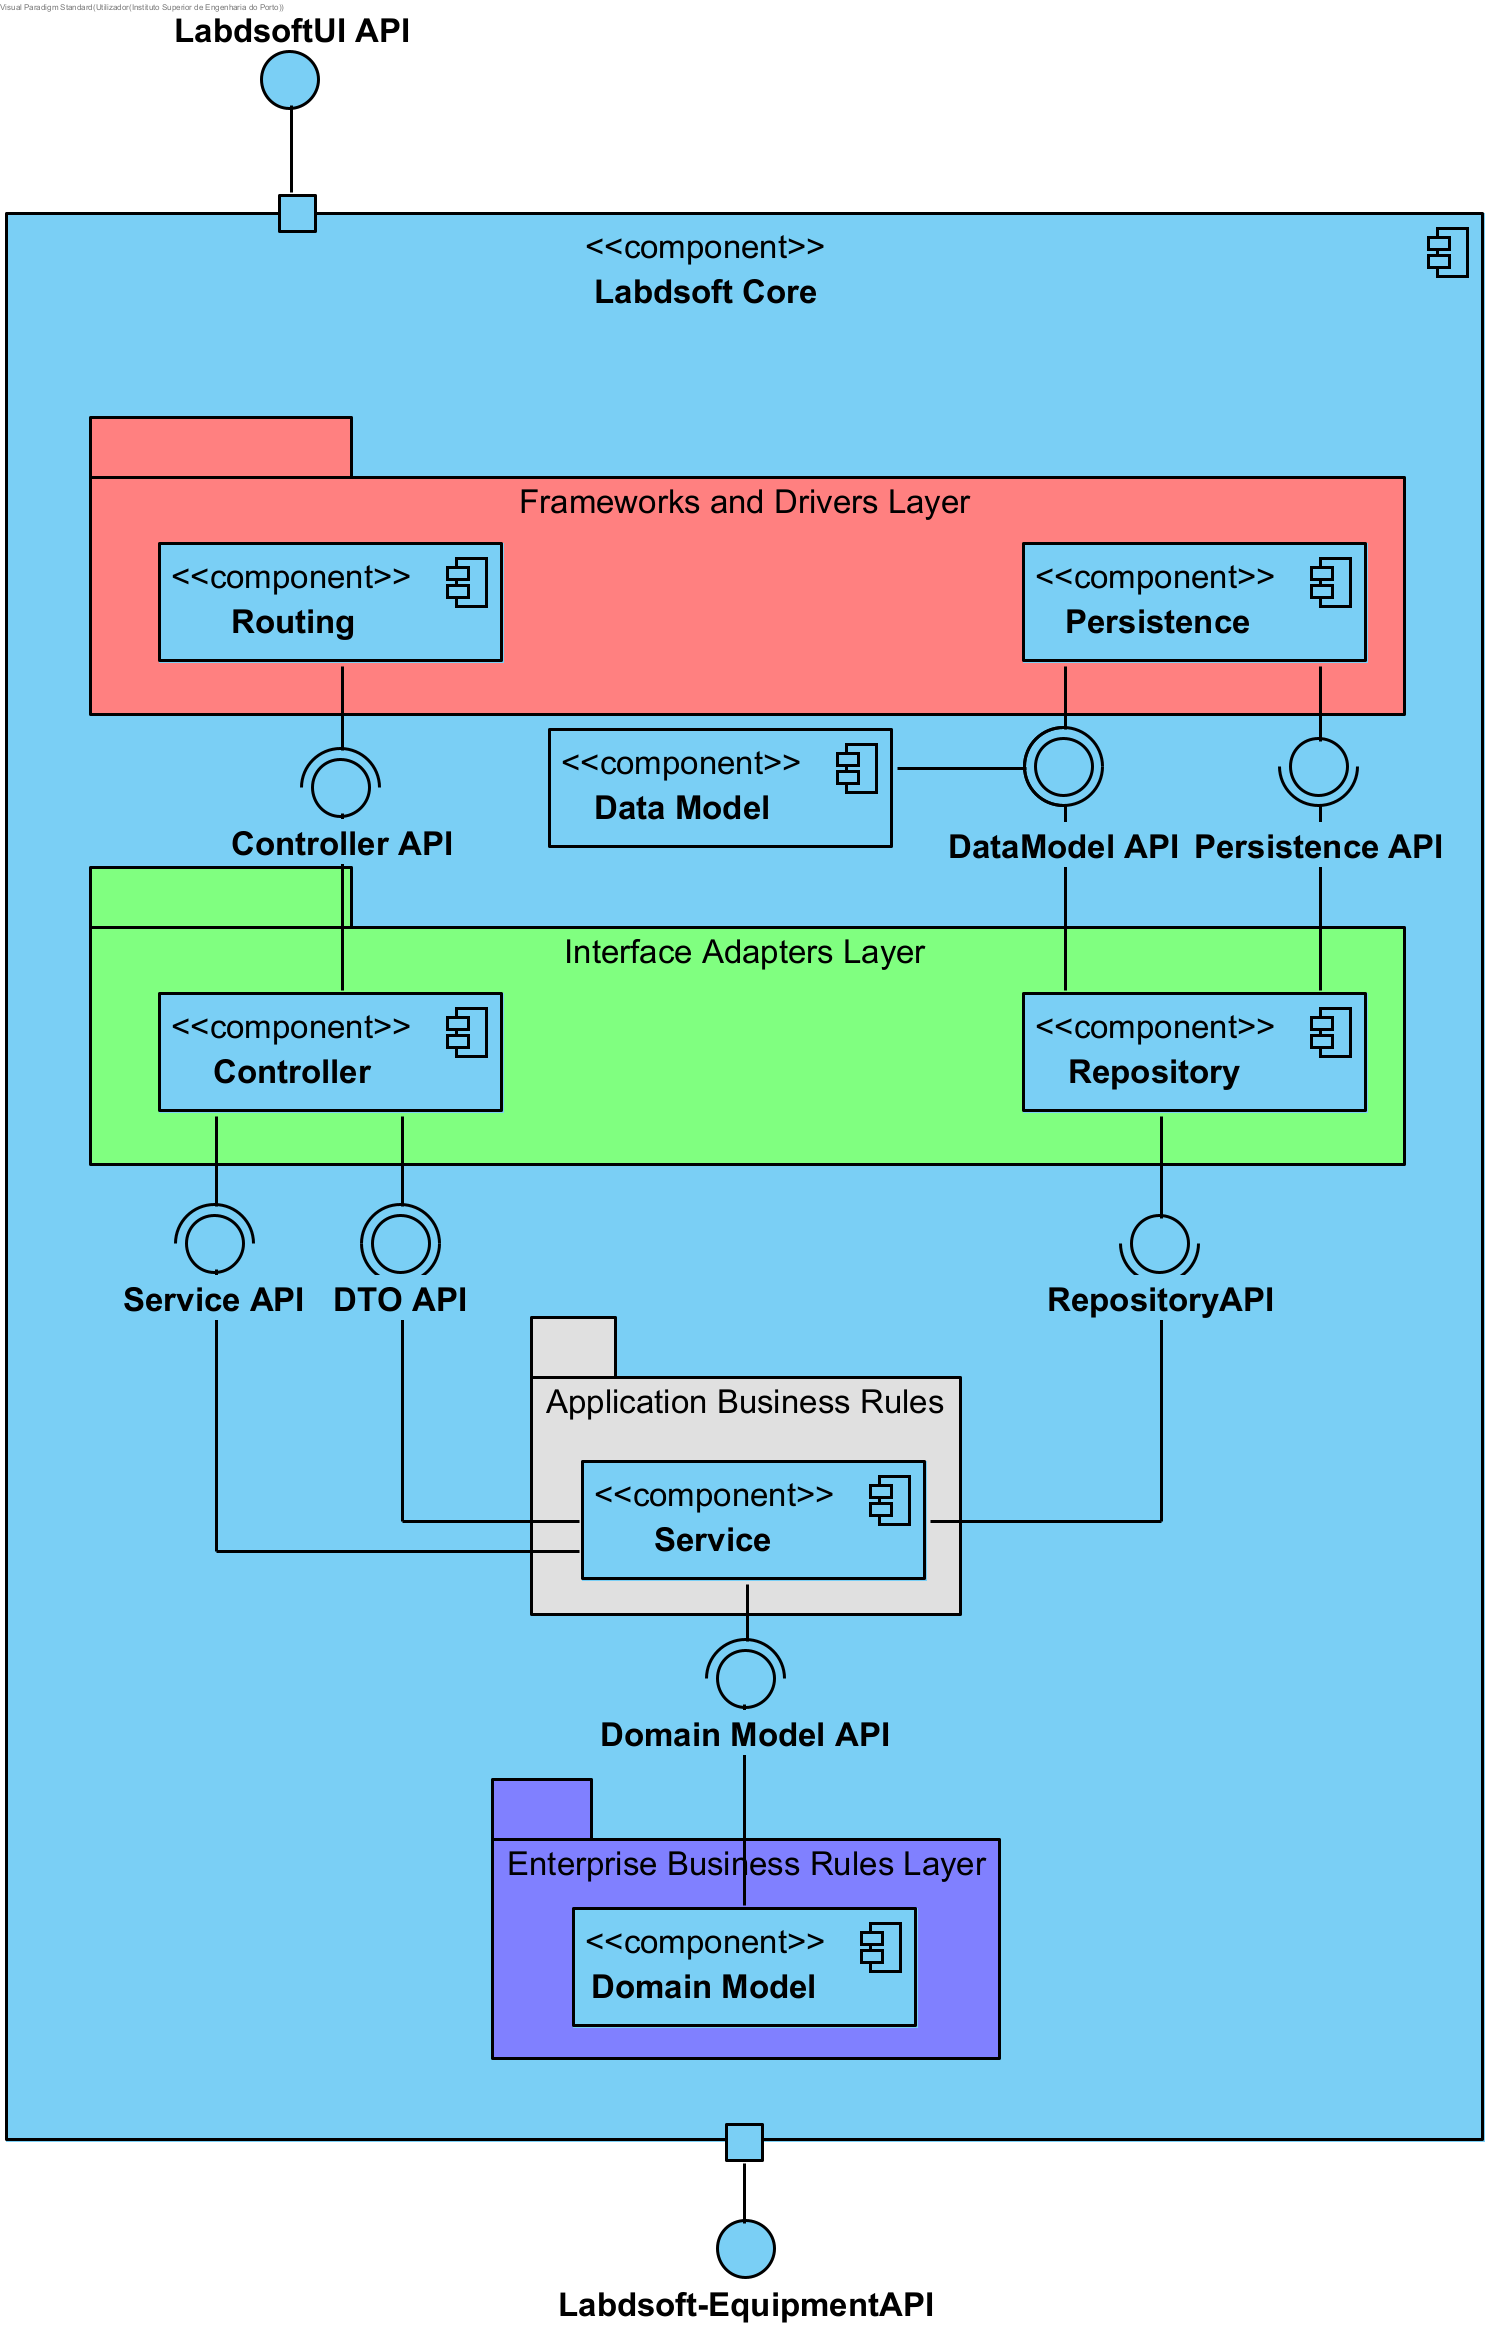 Visual Paradigm Standard(Utilizador(Instituto Superior de Engenharia do Porto))
LabdsoftUI API
<<component>>
Labdsoft Core
Frameworks and Drivers Layer
<<component>>
Routing
<<component>>
Persistence
<<component>>
Data Model
Controller API
DataModel API
Persistence API
Interface Adapters Layer
<<component>>
Controller
<<component>>
Repository
Service API
DTO API
RepositoryAPI
Application Business Rules
<<component>>
Service
Domain Model API
Enterprise Business Rules Layer
<<component>>
Domain Model
Labdsoft-EquipmentAPI